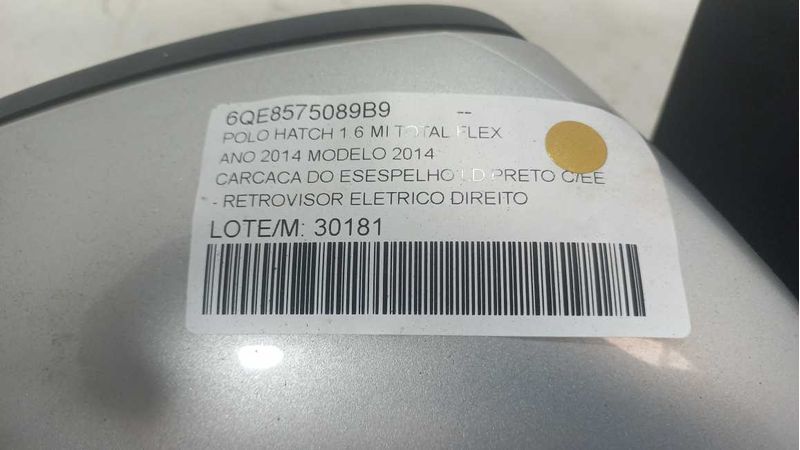 6QE8575089B9 --
POLO HATCH 1.6 MI TOTAL FLEX
ANO 2014 MODELO 2014
CARCACA DO ESESPELHO LD PRETO C/EE
- RETROVISOR ELETRICO DIREITO
LOTE/M: 30181